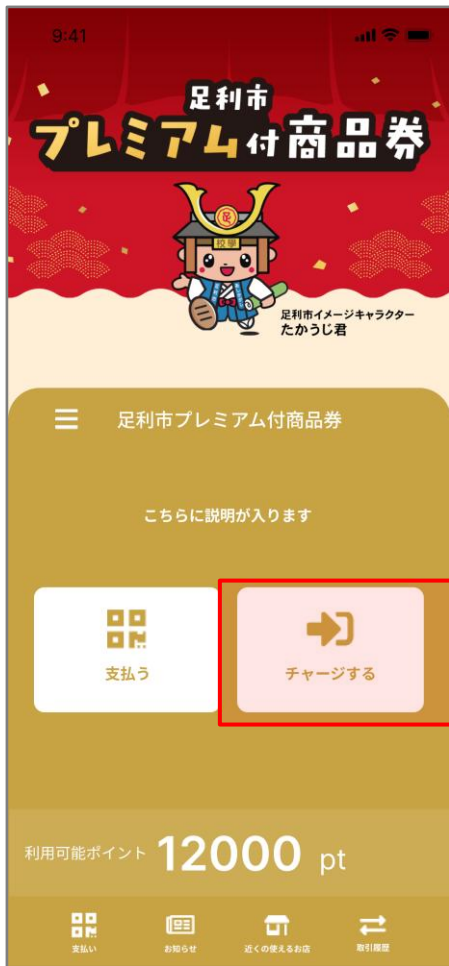 9:41
足利市
プレミアム付商品券
足
校學
足利市イメージキャラクター
たかうじ君
足利市プレミアム付商品券
こちらに説明が入ります
支払う
チャージする
利用可能ポイント 12000 pt
支払い
お知らせ
近くの使えるお店
取引履歴